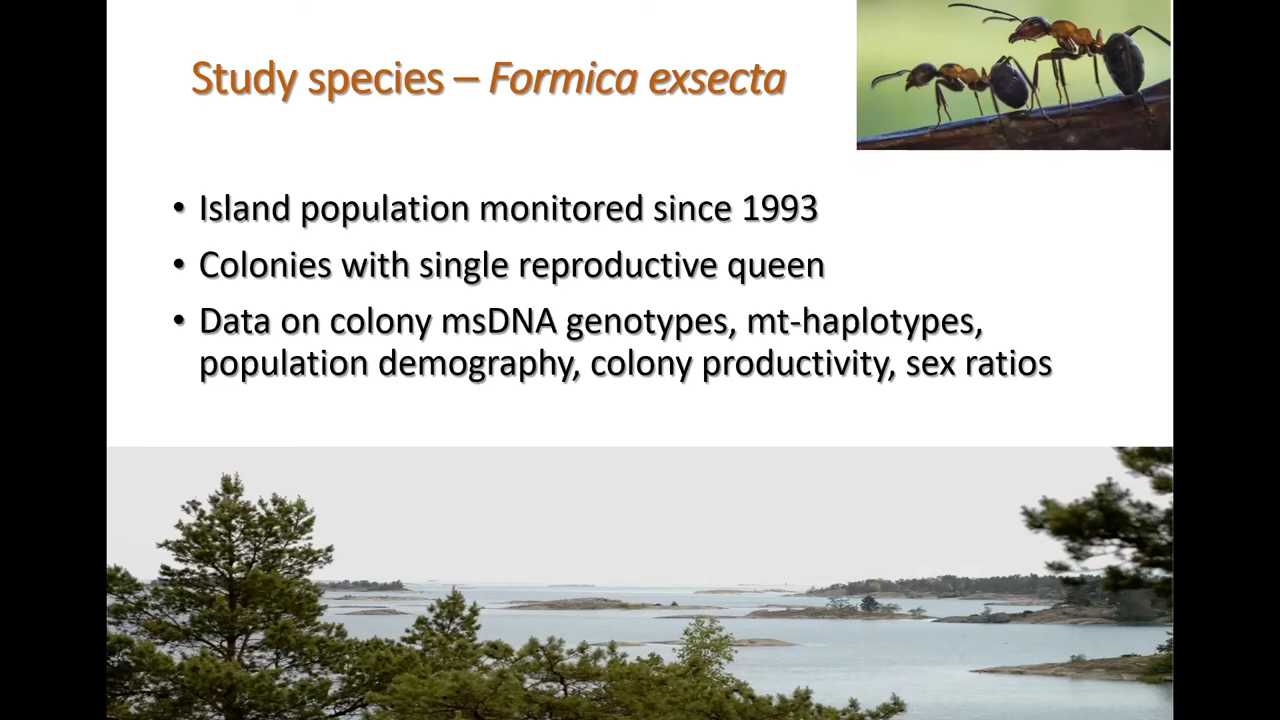 Study species – Formica exsecta
• Island population monitored since 1993
• Colonies with single reproductive queen
• Data on colony msDNA genotypes, mt-haplotypes,
population demography, colony productivity, sex ratios